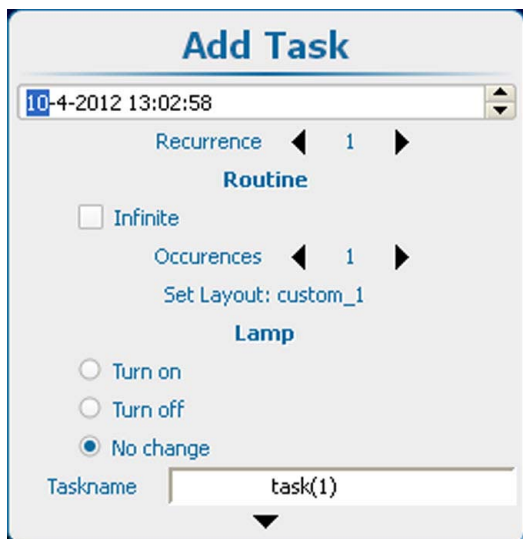 Add Task
10-4-2012 13:02:58
Recurrence 1
Routine
Infinite
Occurences 1
Set Layout: custom_1
Lamp
Turn on
Turn off
No change
Taskname task(1)